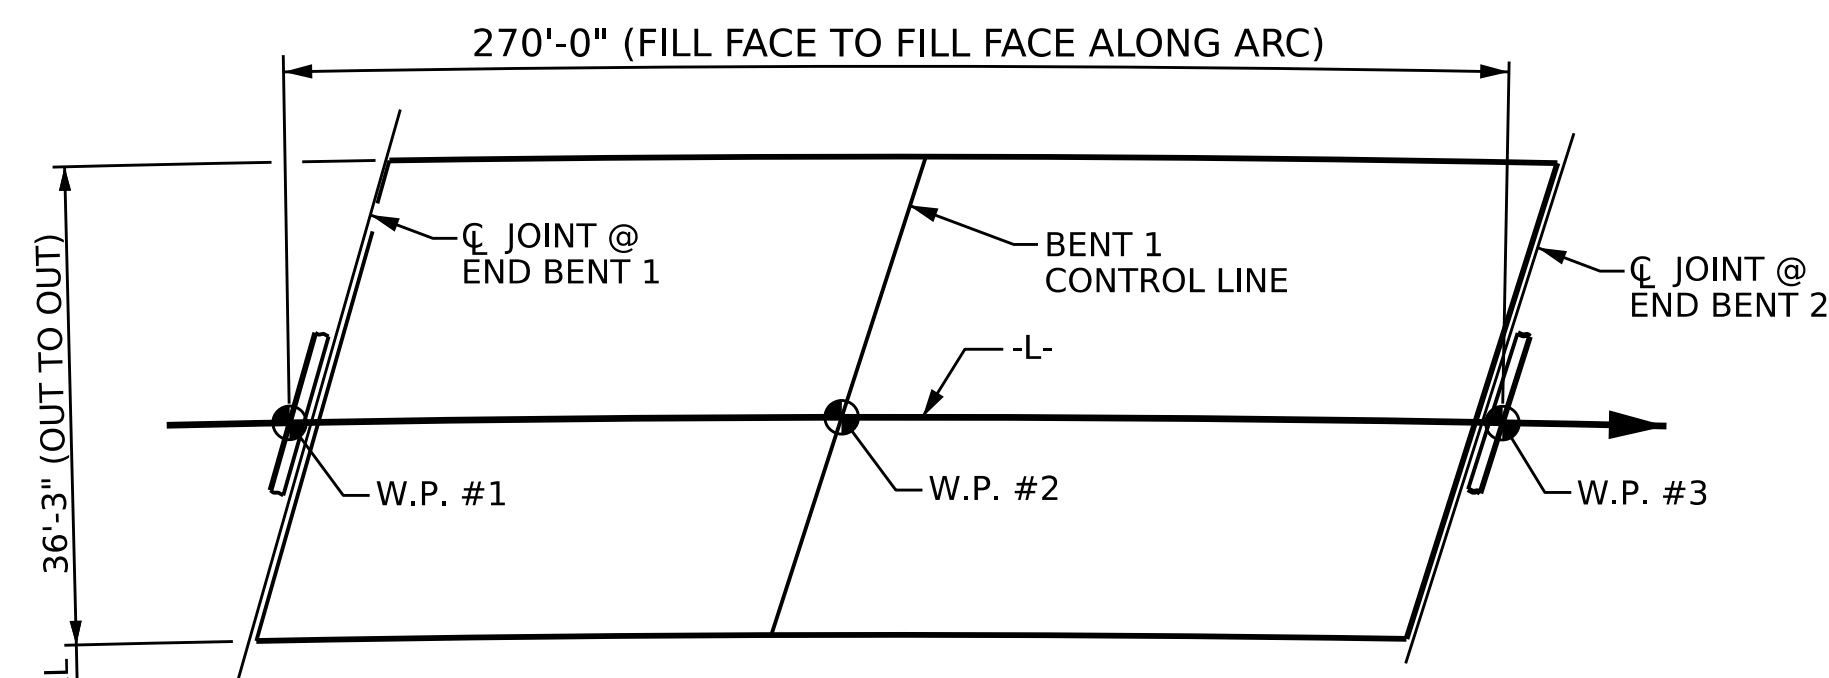 270'-0" (FILL FACE TO FILL FACE ALONG ARC)
36'-3" (OUT TO OUT)
℄ JOINT @
END BENT 1
BENT 1
CONTROL LINE
℄ JOINT @
END BENT 2
-L-
W.P. #1
W.P. #2
W.P. #3